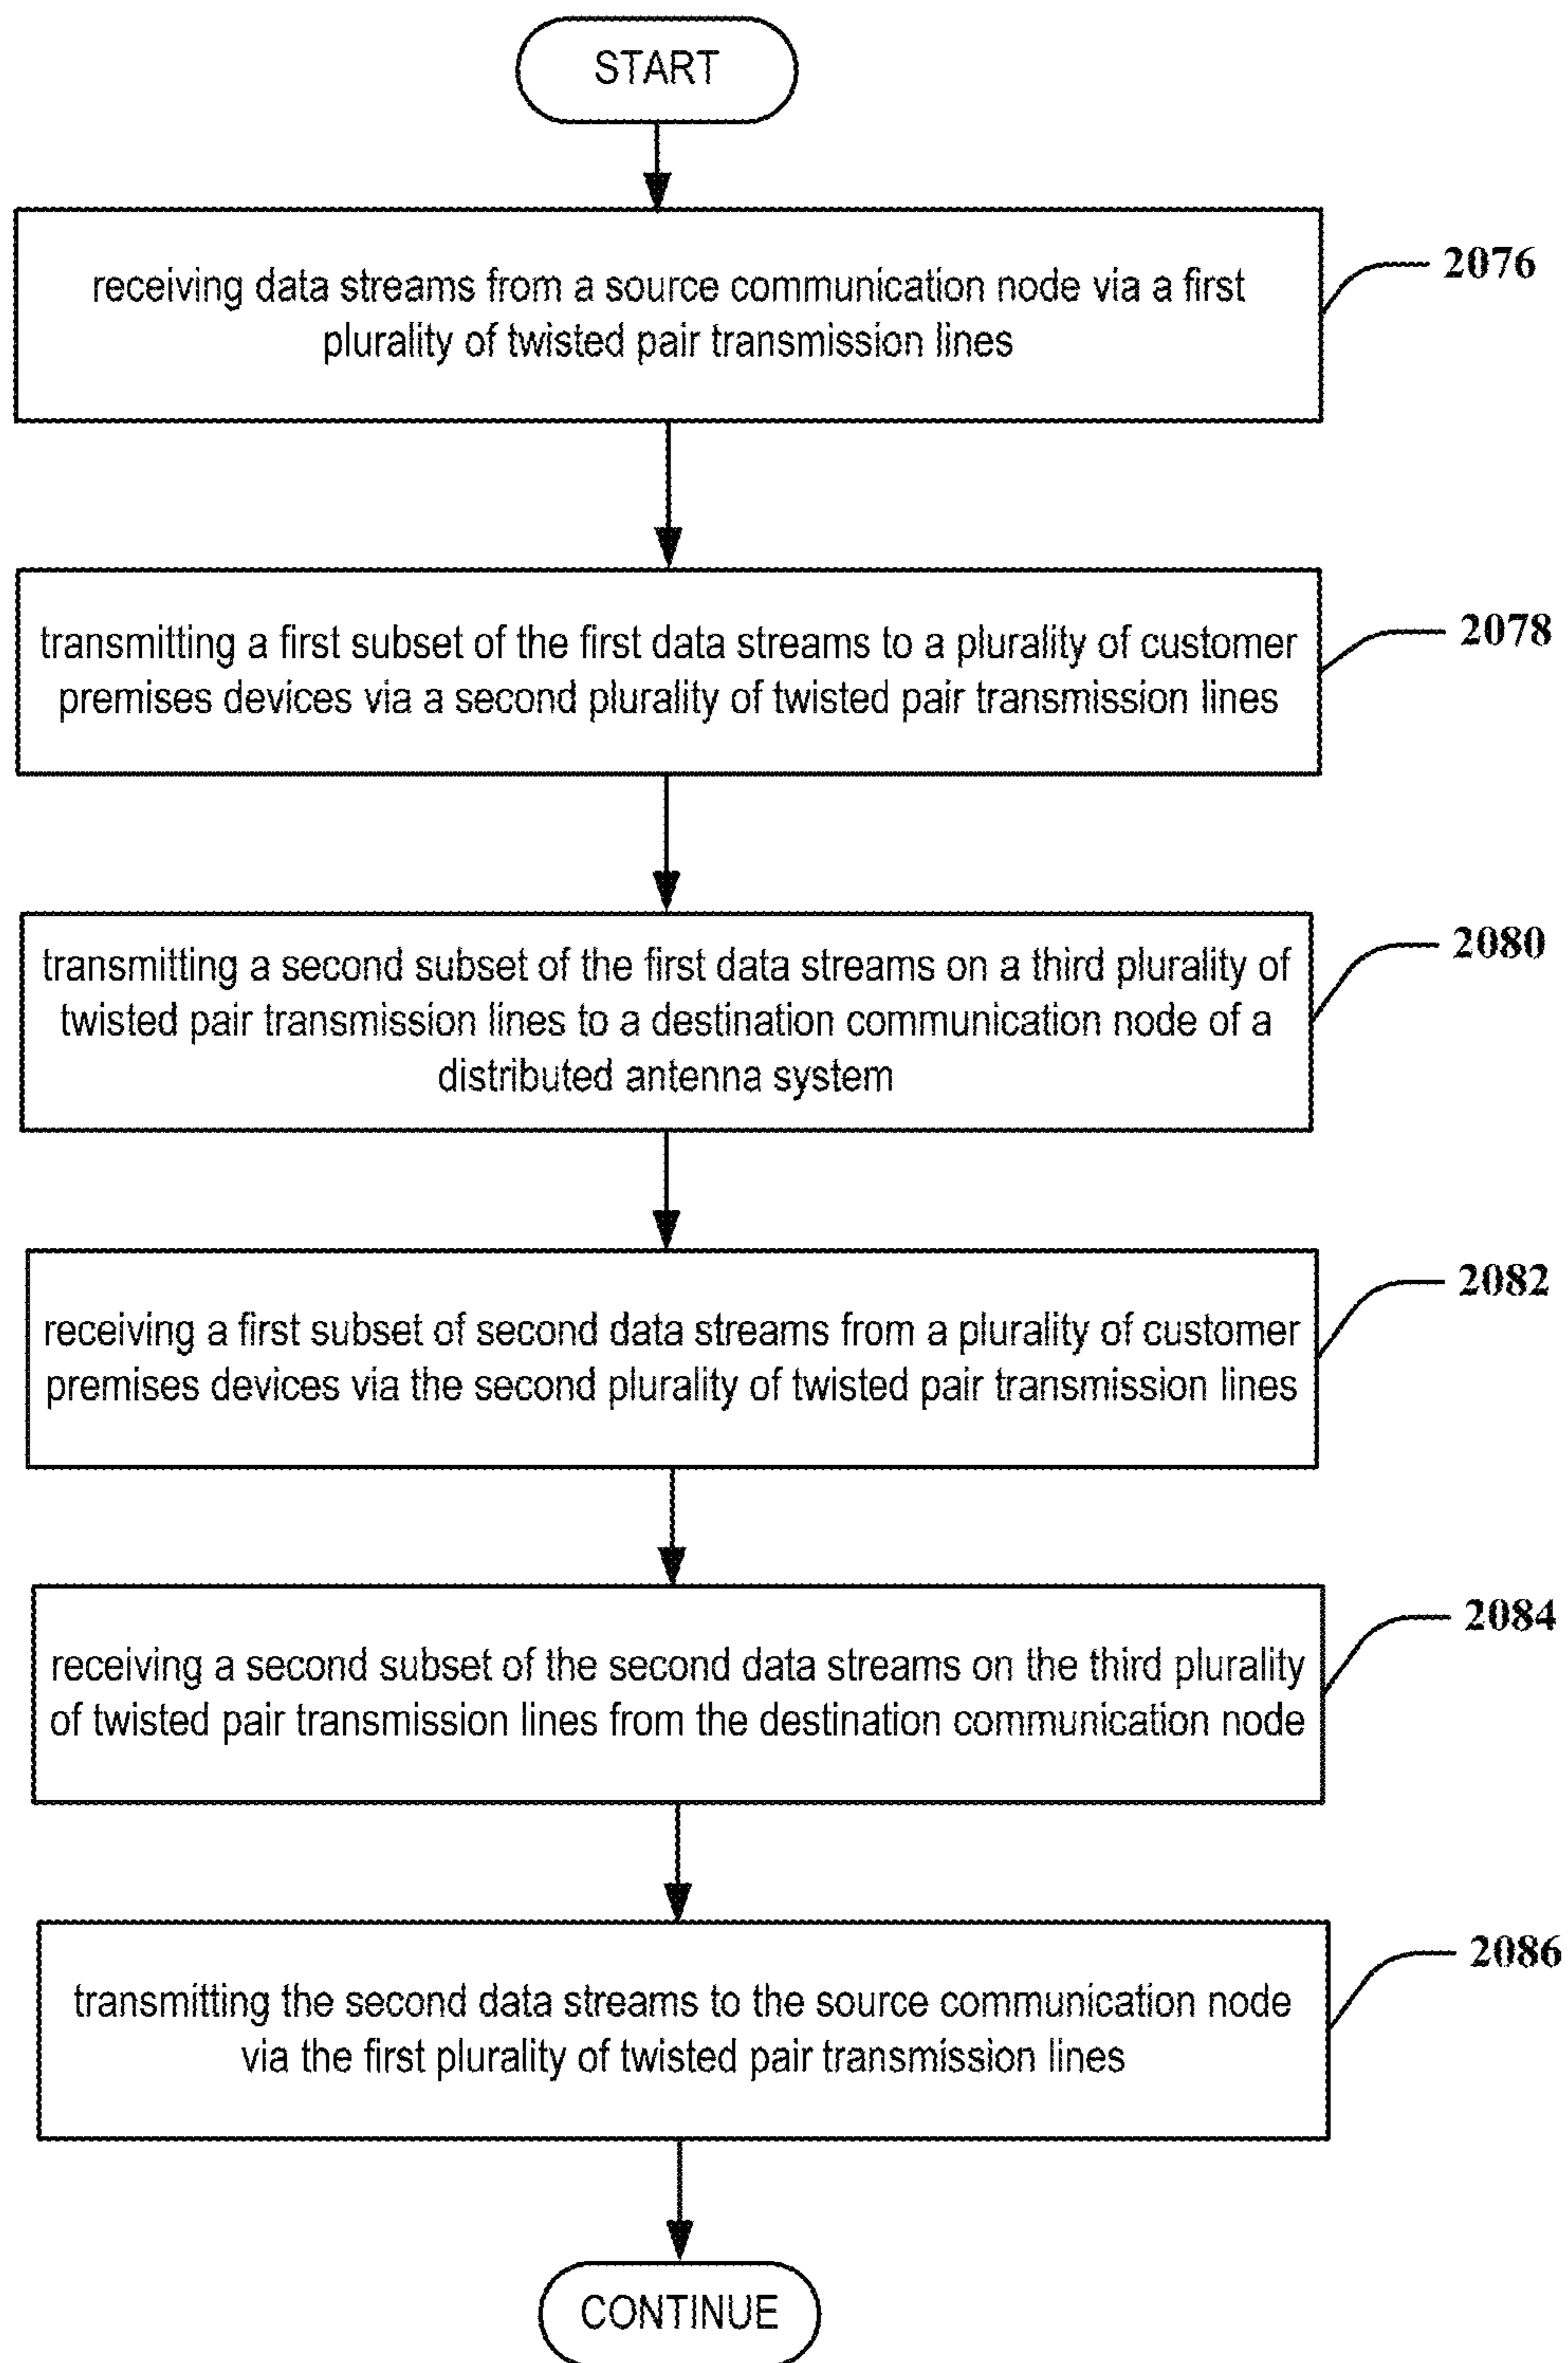 START
receiving data streams from a source communication node via a first
plurality of twisted pair transmission lines
2076
transmitting a first subset of the first data streams to a plurality of customer
premises devices via a second plurality of twisted pair transmission lines
2078
transmitting a second subset of the first data streams on a third plurality of
twisted pair transmission lines to a destination communication node of a
distributed antenna system
2080
receiving a first subset of second data streams from a plurality of customer
premises devices via the second plurality of twisted pair transmission lines
2082
receiving a second subset of the second data streams on the third plurality
of twisted pair transmission lines from the destination communication node
2084
transmitting the second data streams to the source communication node
via the first plurality of twisted pair transmission lines
2086
CONTINUE